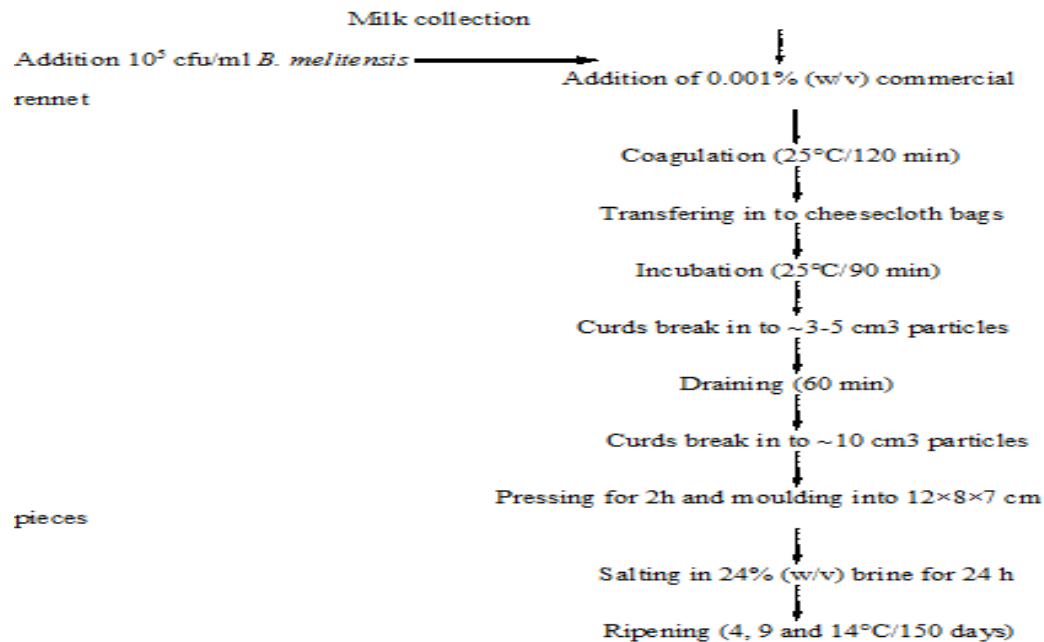 Milk collection
Addition 10⁵ cfu/ml B. melitensis
Addition of 0.001% (w/v) commercial
rennet
Coagulation (25°C/120 min)
Transfering in to cheesecloth bags
Incubation (25°C/90 min)
Curds break in to ~3-5 cm3 particles
Draining (60 min)
Curds break in to ~10 cm3 particles
Pressing for 2h and moulding into 12×8×7 cm
pieces
Salting in 24% (w/v) brine for 24 h
Ripening (4, 9 and 14°C/150 days)